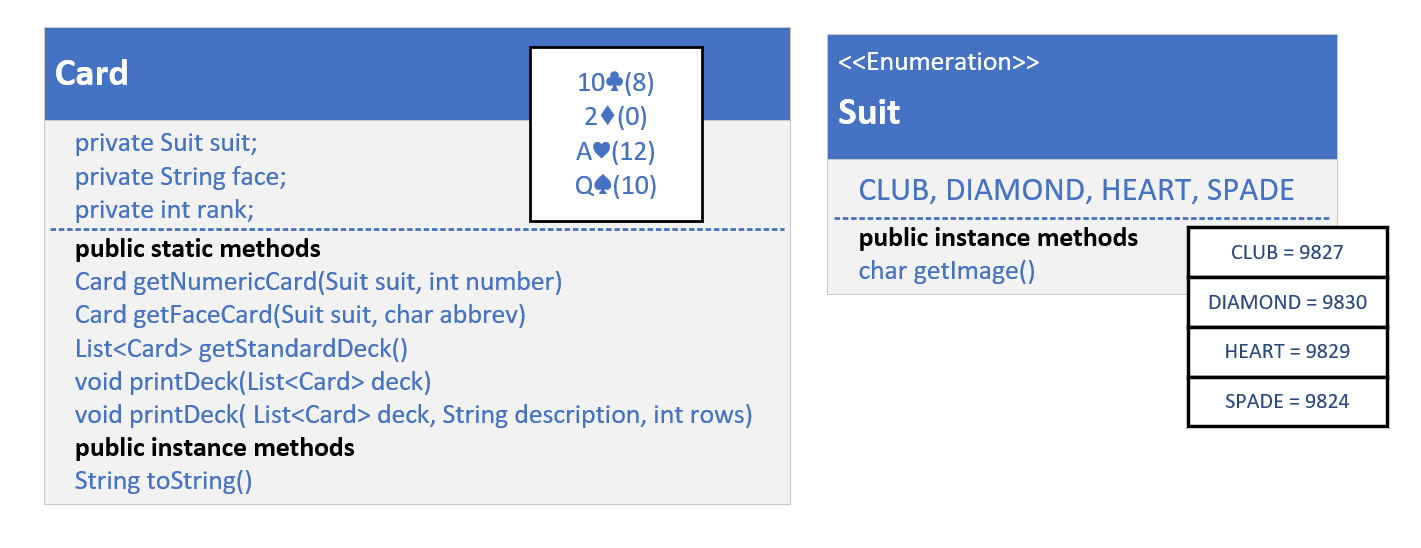 Card
10♣(8)
2♦(0)
A♥(12)
Q♠(10)
private Suit suit;
private String face;
private int rank;
public static methods
Card getNumericCard(Suit suit, int number)
Card getFaceCard(Suit suit, char abbrev)
List<Card> getStandardDeck()
void printDeck(List<Card> deck)
void printDeck( List<Card> deck, String description, int rows)
public instance methods
String toString()
<<Enumeration>>
Suit
CLUB, DIAMOND, HEART, SPADE
public instance methods
char getImage()
CLUB = 9827
DIAMOND = 9830
HEART = 9829
SPADE = 9824